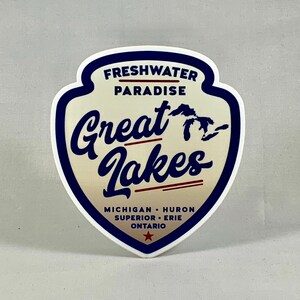 FRESHWATER
PARADISE
Great
Lakes
MICHIGAN - HURON
SUPERIOR - ERIE
ONTARIO